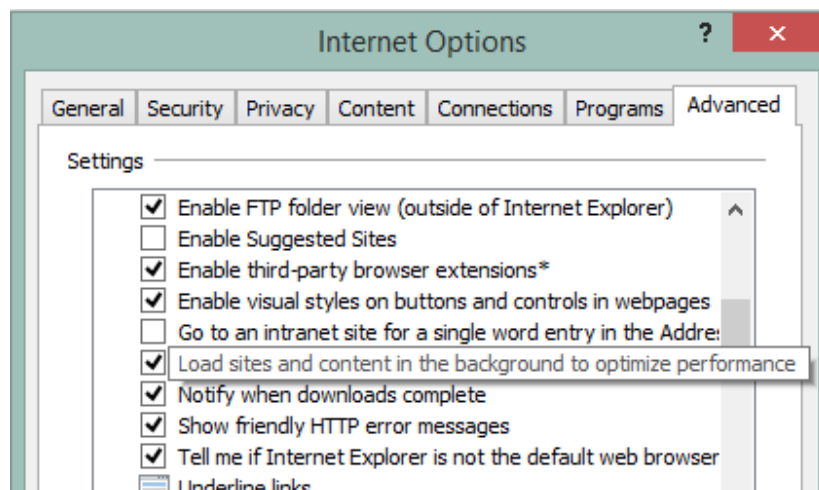 Internet Options ?
General Security Privacy Content Connections Programs Advanced
Settings
Enable FTP folder view (outside of Internet Explorer)
Enable Suggested Sites
Enable third-party browser extensions*
Enable visual styles on buttons and controls in webpages
Go to an intranet site for a single word entry in the Addre
Load sites and content in the background to optimize performance
Notify when downloads complete
Show friendly HTTP error messages
Tell me if Internet Explorer is not the default web browser
Underline links